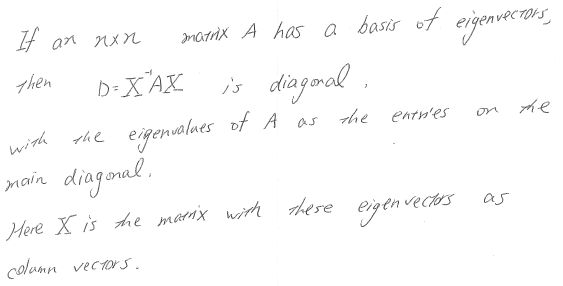 If an n×n matrix A has a basis of eigenvectors,
then D = X⁻¹AX is diagonal,
with the eigenvalues of A as the entries on the
main diagonal.
Here X is the matrix with these eigenvectors as
column vectors.